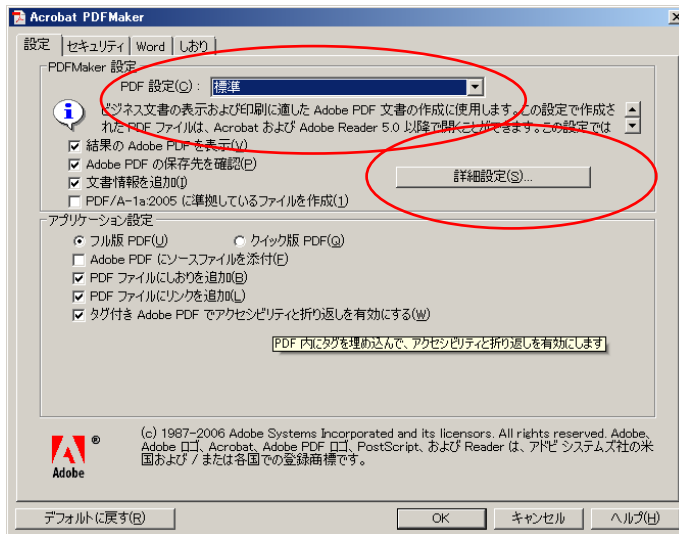 Acrobat PDFMaker
設定 セキュリティ Word しおり
PDFMaker 設定
PDF 設定(C): 標準
ビジネス文書の表示および印刷に適した Adobe PDF 文書の作成に使用します。この設定で作成さ
れた PDF ファイルは、Acrobat および Adobe Reader 5.0 以降で開くことができます。この設定では
結果の Adobe PDF を表示(V)
Adobe PDF の保存先を確認(P)
文書情報を追加(I)
詳細設定(S)...
PDF/A-1a:2005 に準拠しているファイルを作成(1)
アプリケーション設定
フル版 PDF(U) クイック版 PDF(Q)
Adobe PDF にソースファイルを添付(F)
PDF ファイルにしおりを追加(B)
PDF ファイルにリンクを追加(L)
タグ付き Adobe PDF でアクセシビリティと折り返しを有効にする(W)
PDF 内にタグを埋め込んで、アクセシビリティと折り返しを有効にします
(c) 1987-2006 Adobe Systems Incorporated and its licensors. All rights reserved. Adobe,
Adobe ロゴ、Acrobat、Adobe PDF ロゴ、PostScript、および Reader は、アドビ システムズ社の米
国および / または各国での登録商標です。
Adobe
デフォルトに戻す(R) OK キャンセル ヘルプ(H)